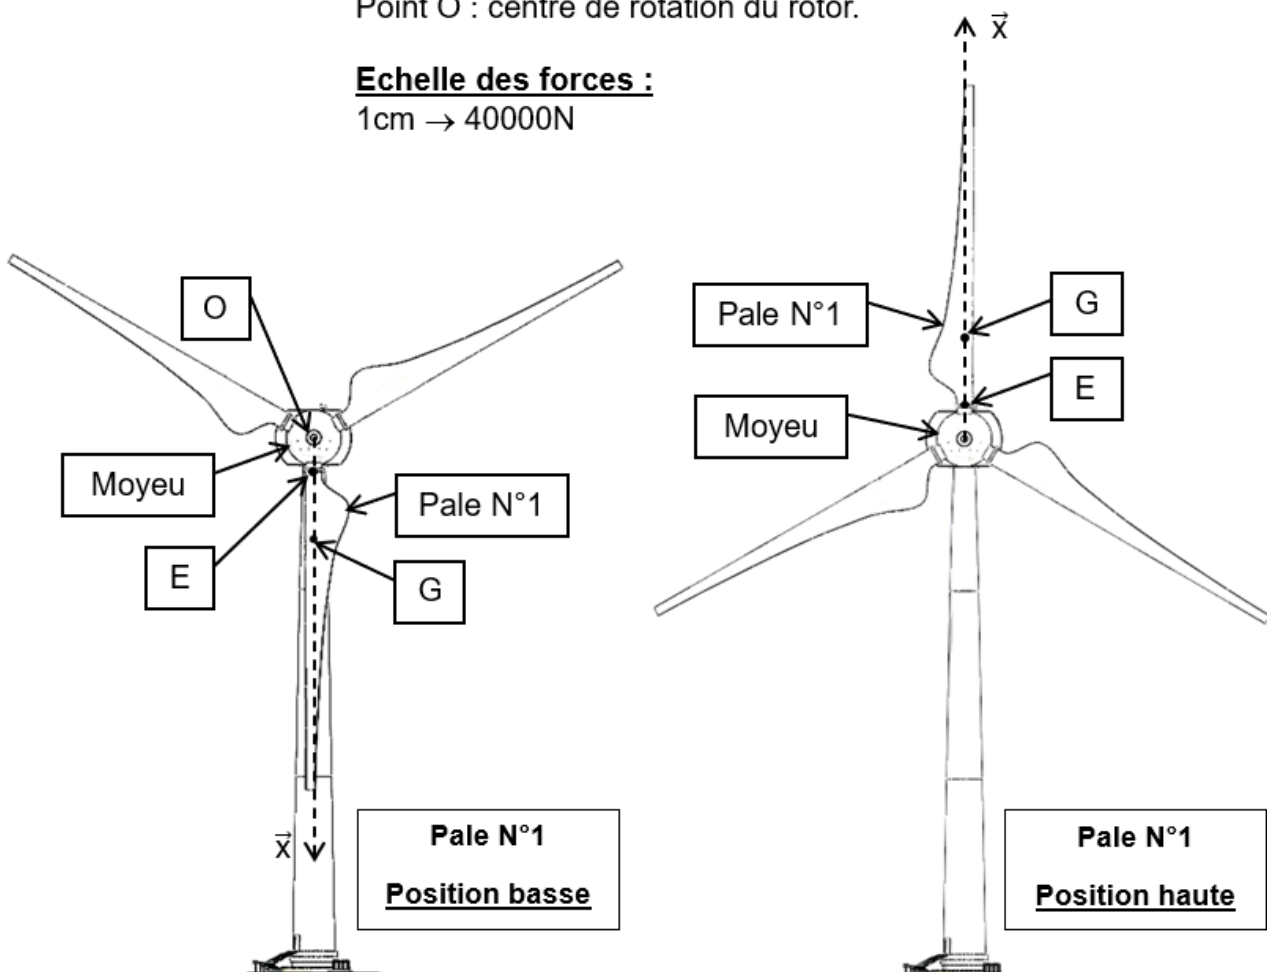 Point O : centre de rotation du rotor.
Echelle des forces :
1cm → 40000N
x⃗
O
Moyeu
E
Pale N°1
G
x⃗
Pale N°1
Position basse
Pale N°1
G
E
Moyeu
Pale N°1
Position haute